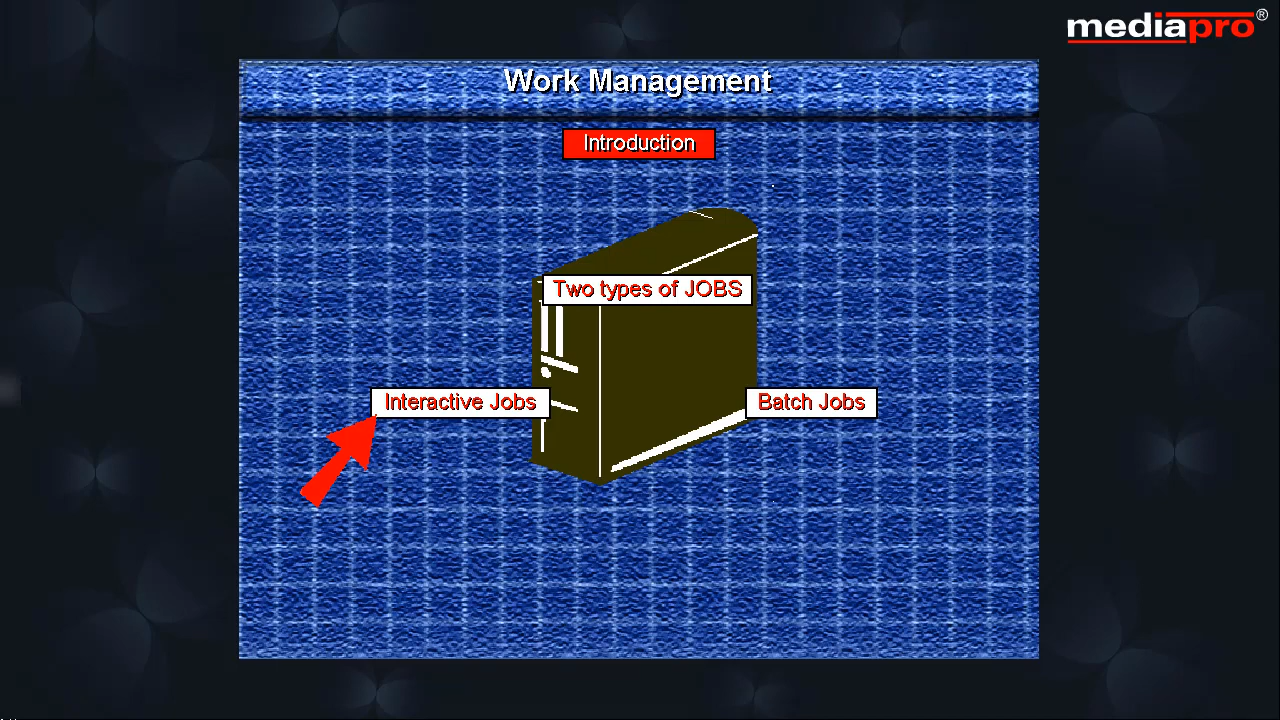 mediapro®
Work Management
Introduction
Two types of JOBS
Interactive Jobs
Batch Jobs